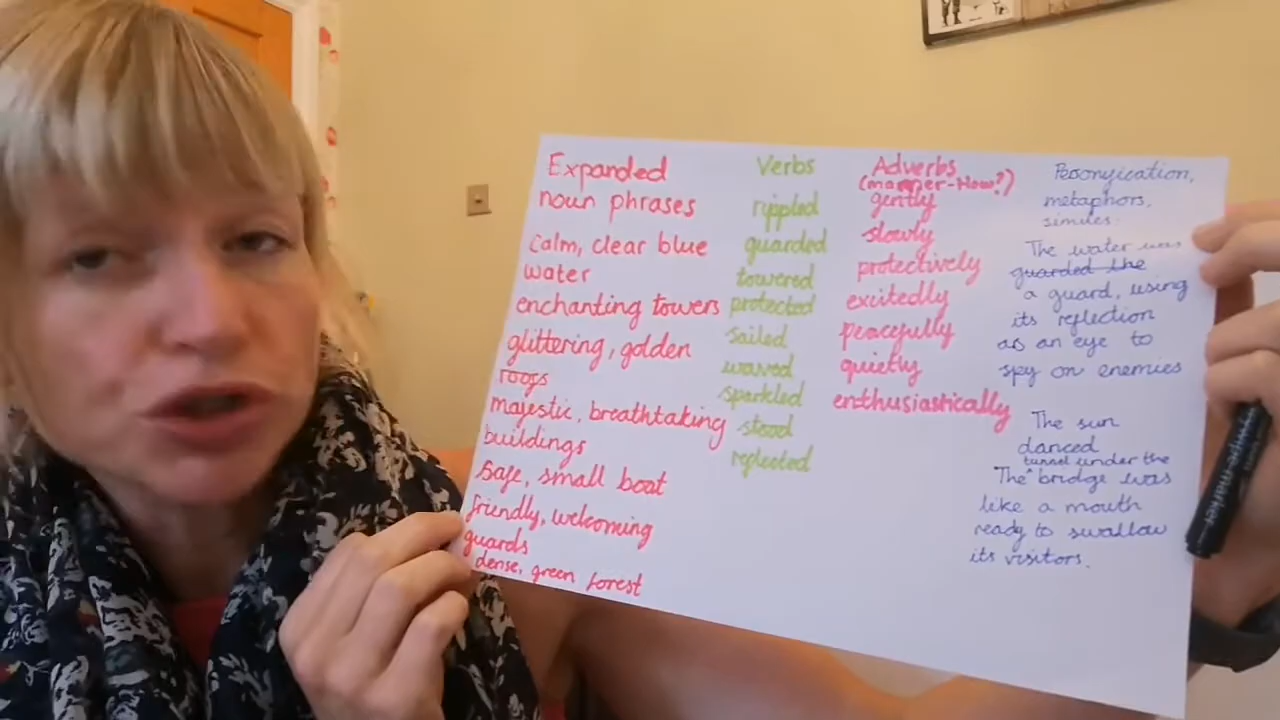 Expanded
noun phrases
calm, clear blue
water
enchanting towers
glittering, golden
roofs
majestic, breathtaking
buildings
safe, small boat
friendly, welcoming
guards
dense, green forest
Verbs
rippled
guarded
towered
protected
sailed
waved
sparkled
stood
reflected
Adverbs
(manner-How?)
gently
slowly
protectively
excitedly
peacefully
quietly
enthusiastically
Personification,
metaphors,
similes.
The water was
guarded the
a guard, using
its reflection
as an eye to
spy on enemies
The sun
danced
tunnel under the
The ^ bridge was
like a mouth
ready to swallow
its visitors.